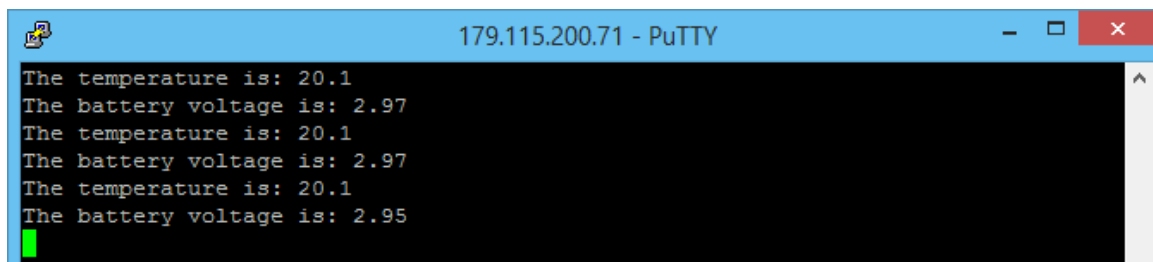 179.115.200.71 - PuTTY
The temperature is: 20.1
The battery voltage is: 2.97
The temperature is: 20.1
The battery voltage is: 2.97
The temperature is: 20.1
The battery voltage is: 2.95